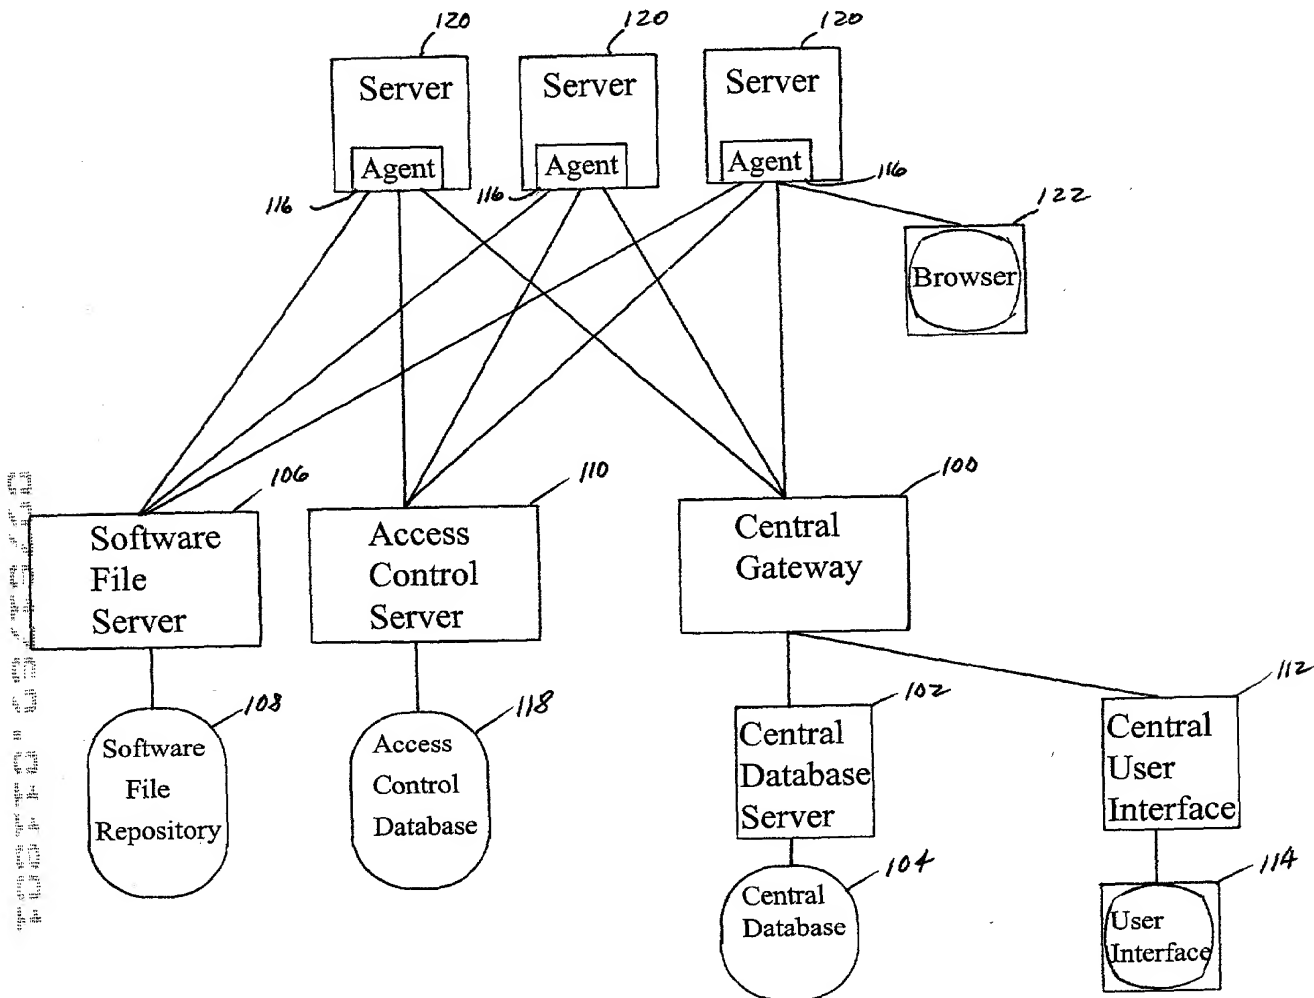 120
120
120
Server
Server
Server
Agent
Agent
Agent
116
116
116
122
Browser
106
110
100
Software
File
Server
Access
Control
Server
Central
Gateway
108
118
102
112
Software
File
Repository
Access
Control
Database
Central
Database
Server
Central
User
Interface
104
114
Central
Database
User
Interface